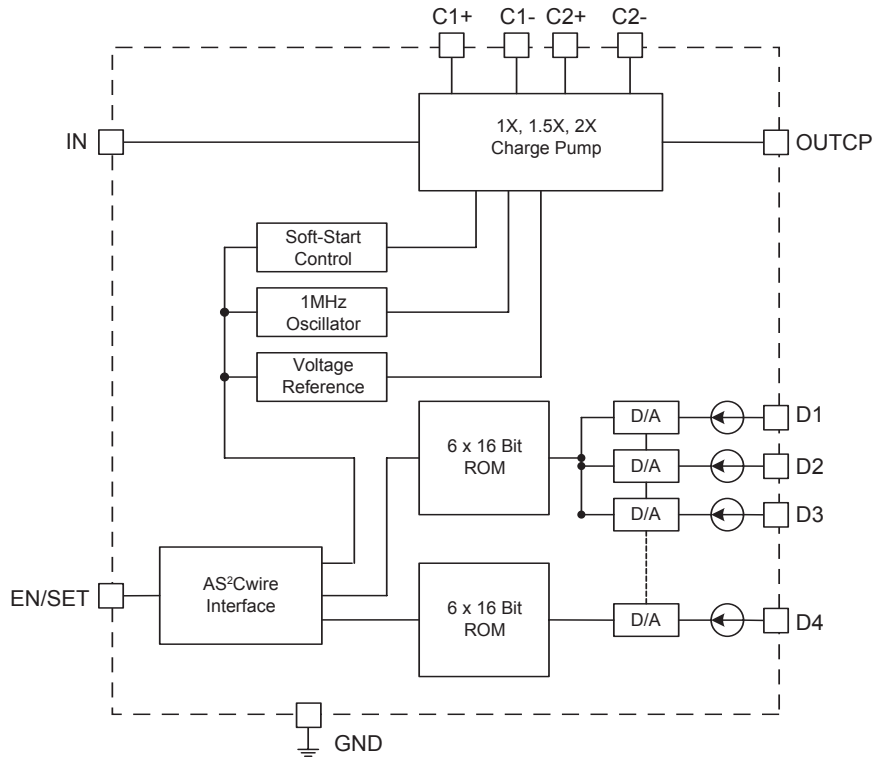 C1+ C1- C2+ C2-
IN
1X, 1.5X, 2X
Charge Pump
OUTCP
Soft-Start
Control
1MHz
Oscillator
Voltage
Reference
6 x 16 Bit
ROM
D/A
D1
D/A
D2
D/A
D3
EN/SET
AS²Cwire
Interface
6 x 16 Bit
ROM
D/A
D4
GND